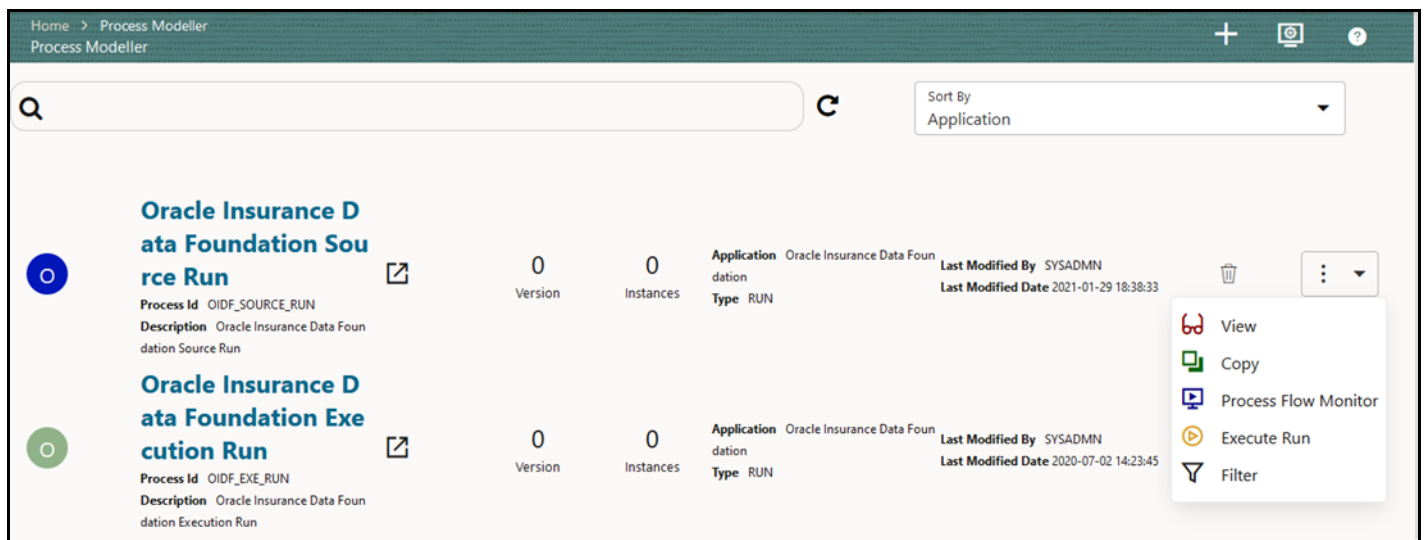 Home > Process Modeller
Process Modeller
?
Sort By
Application
Oracle Insurance D
ata Foundation Sou
rce Run
Process Id OIDF_SOURCE_RUN
Description Oracle Insurance Data Foun
dation Source Run
O
0
Version
0
Instances
Application Oracle Insurance Data Foun
dation
Type RUN
Last Modified By SYSADMN
Last Modified Date 2021-01-29 18:38:33
View
Copy
Process Flow Monitor
Execute Run
Filter
Oracle Insurance D
ata Foundation Exe
cution Run
Process Id OIDF_EXE_RUN
Description Oracle Insurance Data Foun
dation Execution Run
O
0
Version
0
Instances
Application Oracle Insurance Data Foun
dation
Type RUN
Last Modified By SYSADMN
Last Modified Date 2020-07-02 14:23:45